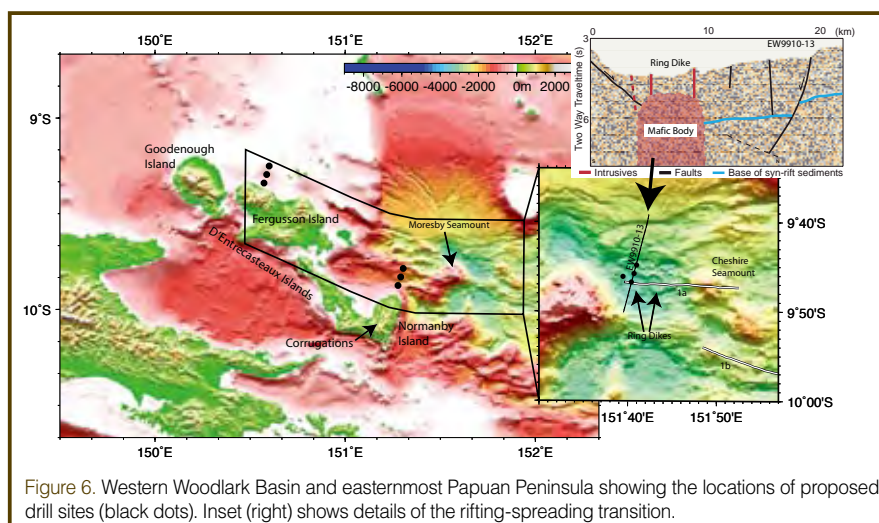 150°E
151°E
-8000 -6000 -4000 -2000 0m 2000
9°S
10°S
Goodenough
Island
Fergusson Island
D'Entrecasteaux Islands
Moresby Seamount
Corrugations
Normanby
Island
150°E
151°E
152°E
0 10 20 (km)
EW9910-13
3
6
Two Way Traveltime (s)
Ring Dike
Mafic Body
Intrusives Faults Base of syn-rift sediments
9°40'S
EW9910-13
Cheshire
Seamount
1a
9°50'S
Ring Dikes
1b
10°00'S
151°40'E 151°50'E
Figure 6. Western Woodlark Basin and easternmost Papuan Peninsula showing the locations of proposed
drill sites (black dots). Inset (right) shows details of the rifting-spreading transition.